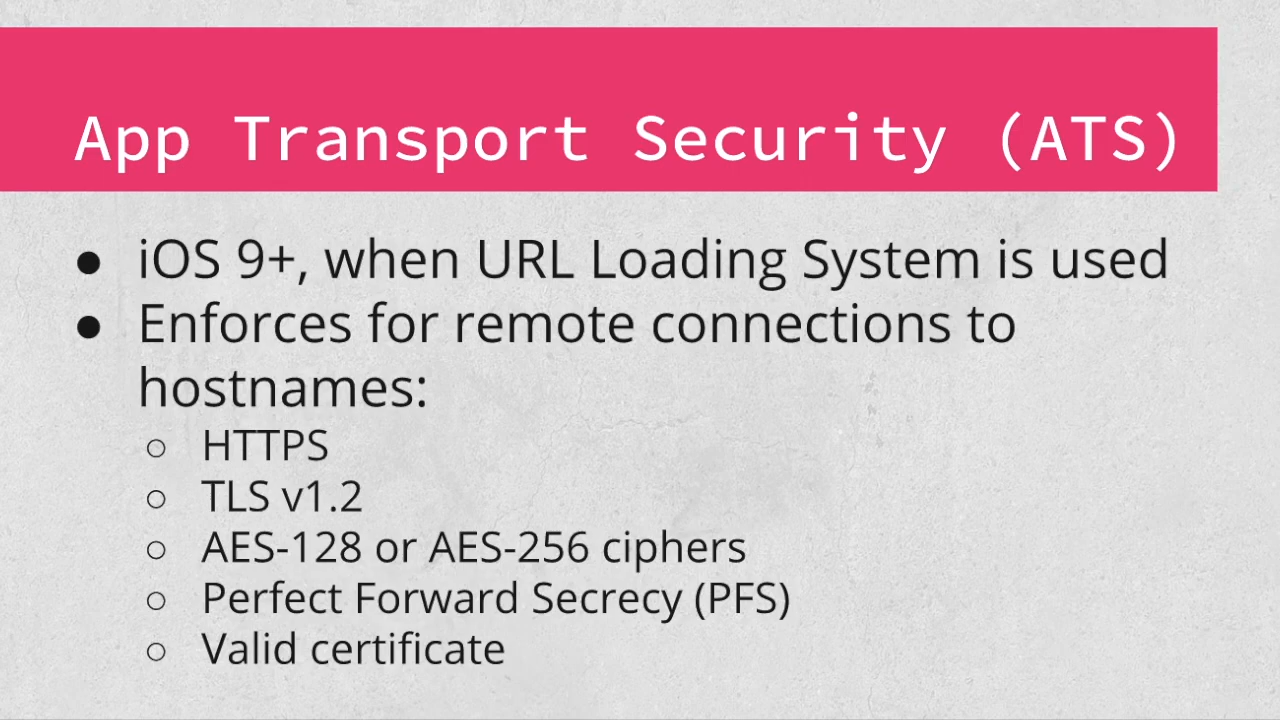 App Transport Security (ATS)
● iOS 9+, when URL Loading System is used
● Enforces for remote connections to
hostnames:
○ HTTPS
○ TLS v1.2
○ AES-128 or AES-256 ciphers
○ Perfect Forward Secrecy (PFS)
○ Valid certificate